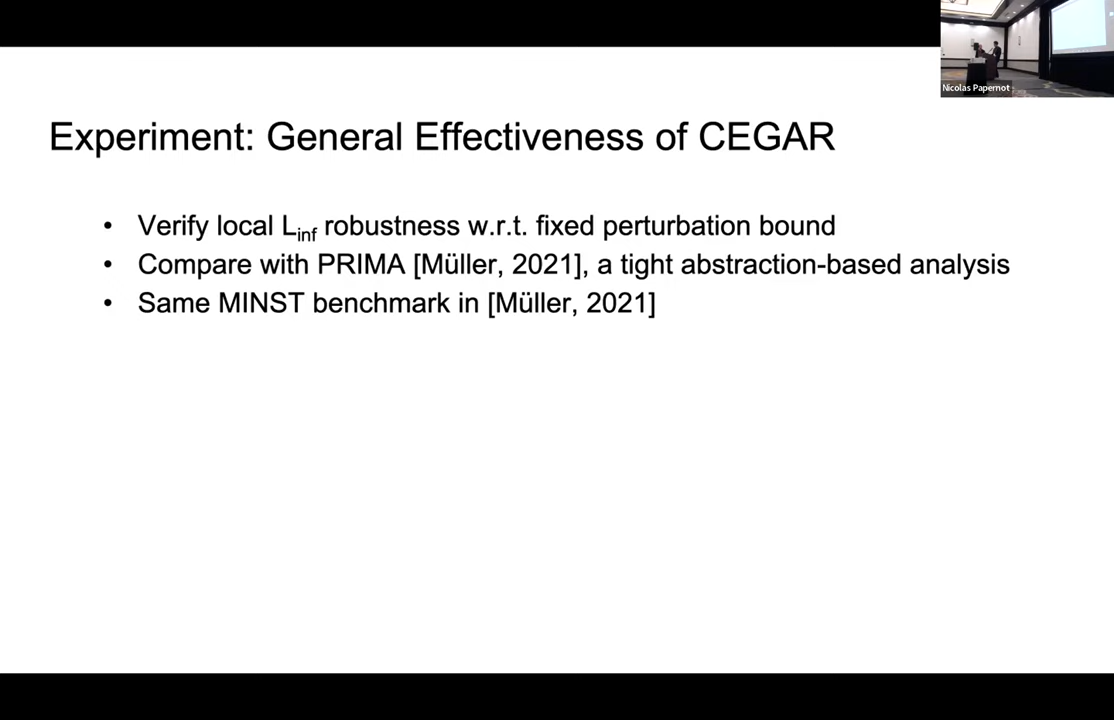 Nicolas Papernot
Experiment: General Effectiveness of CEGAR
• Verify local Linf robustness w.r.t. fixed perturbation bound
• Compare with PRIMA [Müller, 2021], a tight abstraction-based analysis
• Same MINST benchmark in [Müller, 2021]